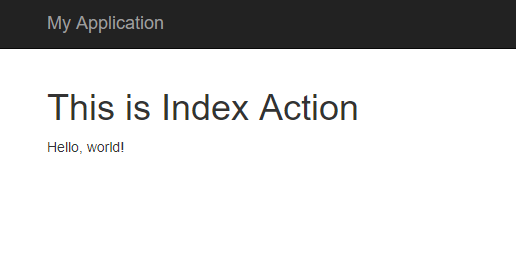 My Application
This is Index Action
Hello, world!